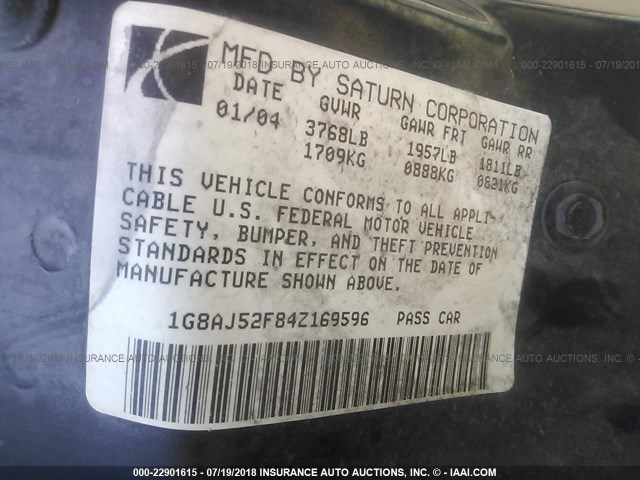 MFD BY SATURN CORPORATION
DATE GVWR GAWR FRT GAWR RR
01/04 3768LB 1957LB 1811LB
1709KG 0888KG 0821KG
THIS VEHICLE CONFORMS TO ALL APPLI-
CABLE U.S. FEDERAL MOTOR VEHICLE
SAFETY, BUMPER, AND THEFT PREVENTION
STANDARDS IN EFFECT ON THE DATE OF
MANUFACTURE SHOWN ABOVE.
1G8AJ52F84Z169596 PASS CAR
000-22901615 - 07/19/2018 INSURANCE AUTO AUCTIONS, INC. - © - IAAI.COM